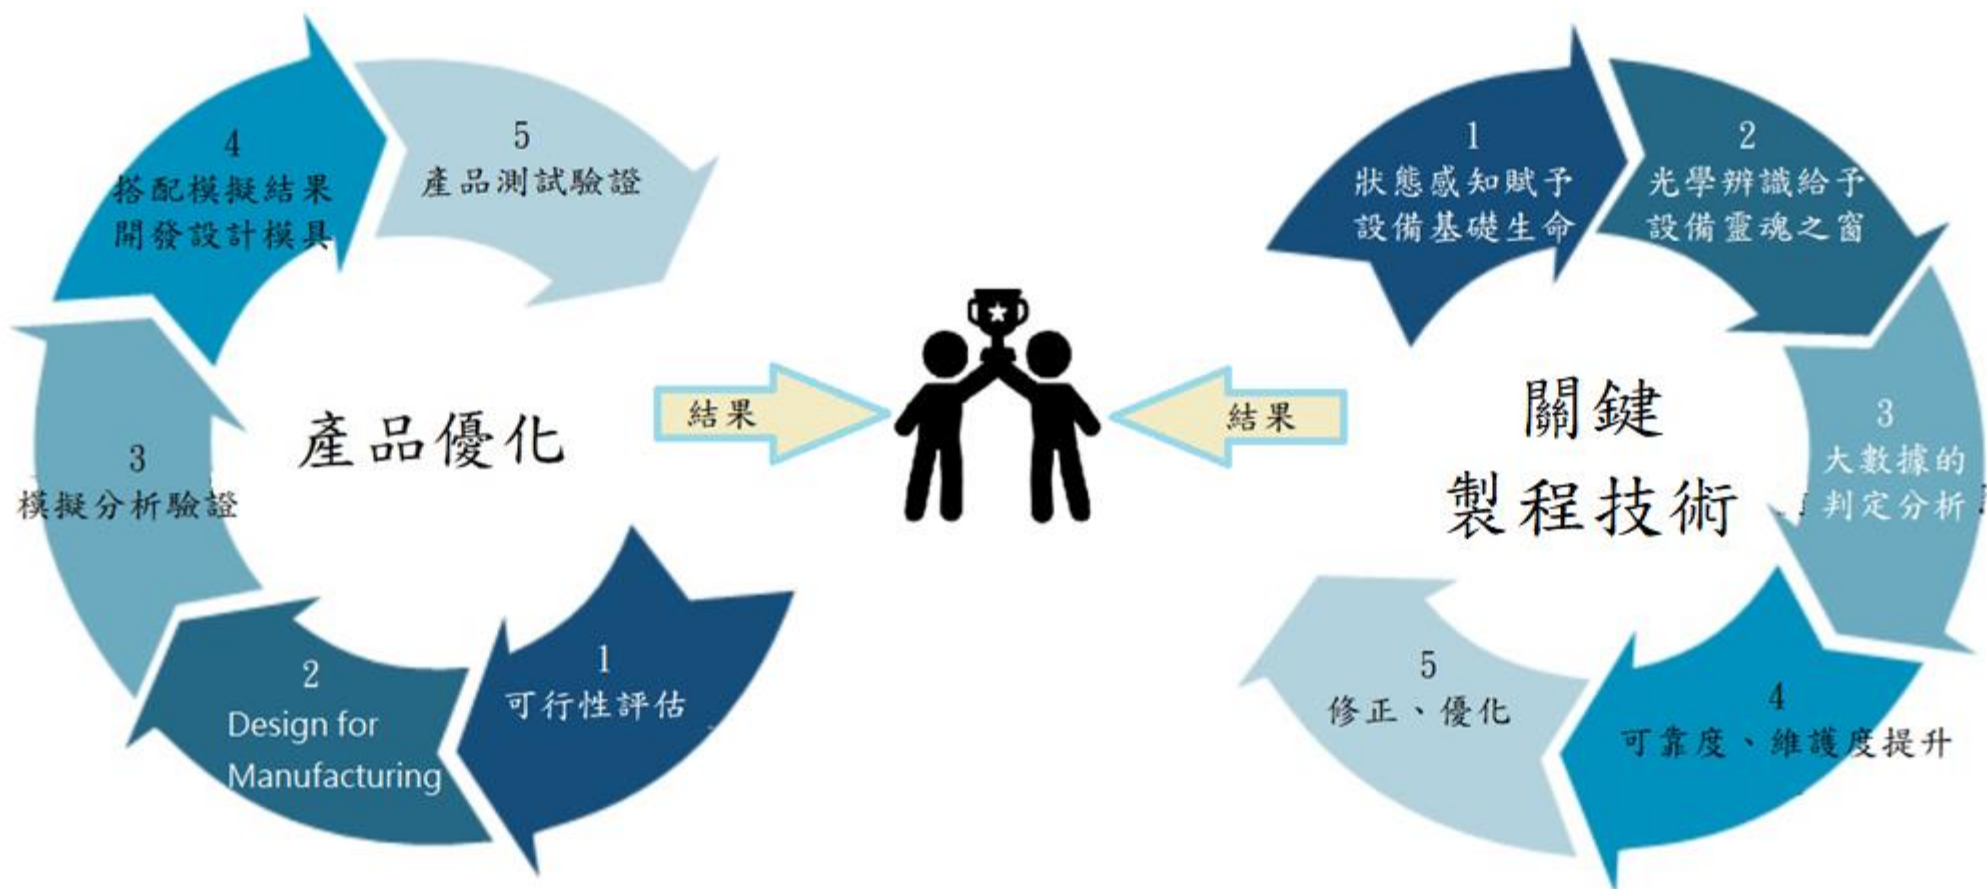 4
搭配模擬結果
開發設計模具
5
產品測試驗證
3
模擬分析驗證
產品優化
2
Design for
Manufacturing
1
可行性評估
結果
結果
1
狀態感知賦予
設備基礎生命
2
光學辨識給予
設備靈魂之窗
3
大數據的
判定分析
關鍵
製程技術
4
可靠度、維護度提升
5
修正、優化